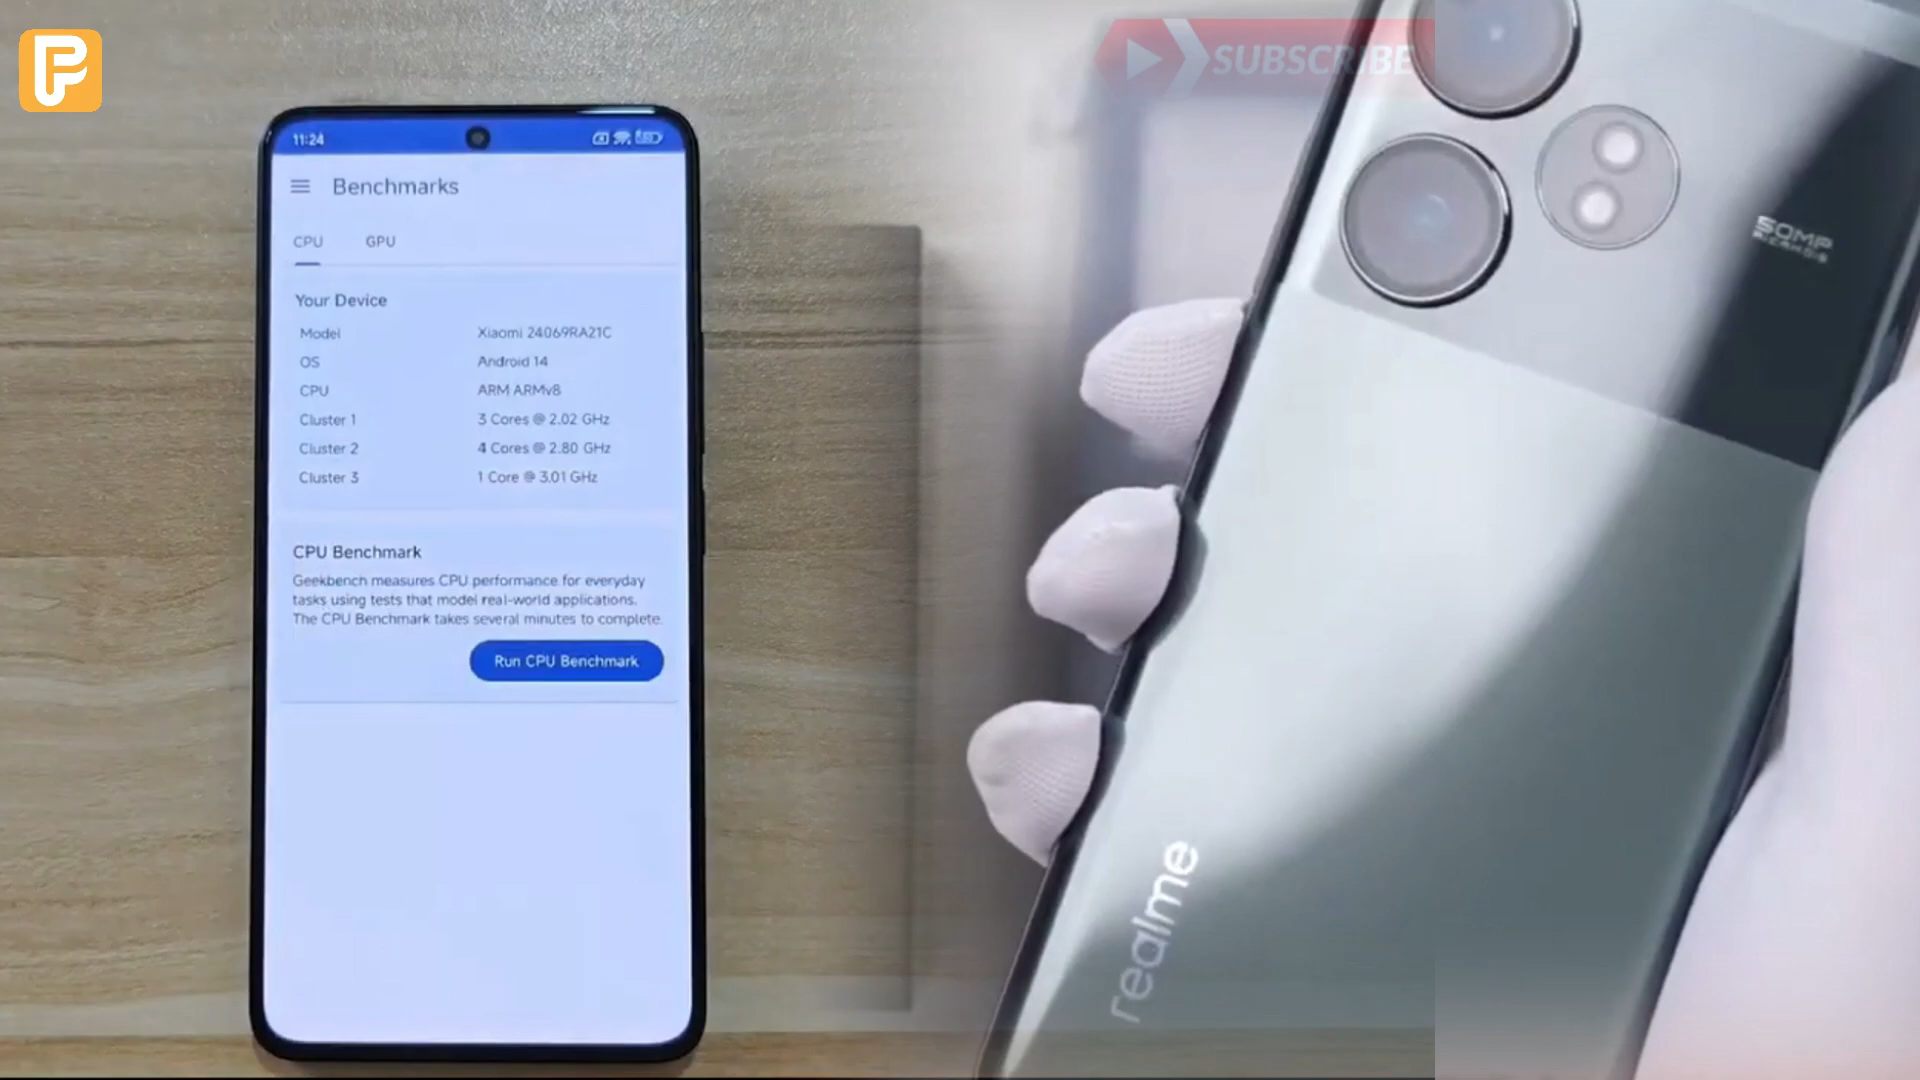 11:24
Benchmarks
CPU GPU
Your Device
Model Xiaomi 24069RA21C
OS Android 14
CPU ARM ARMv8
Cluster 1 3 Cores @ 2.02 GHz
Cluster 2 4 Cores @ 2.80 GHz
Cluster 3 1 Core @ 3.01 GHz
CPU Benchmark
Geekbench measures CPU performance for everyday
tasks using tests that model real-world applications.
The CPU Benchmark takes several minutes to complete.
Run CPU Benchmark
SUBSCRIBE
50MP
realme